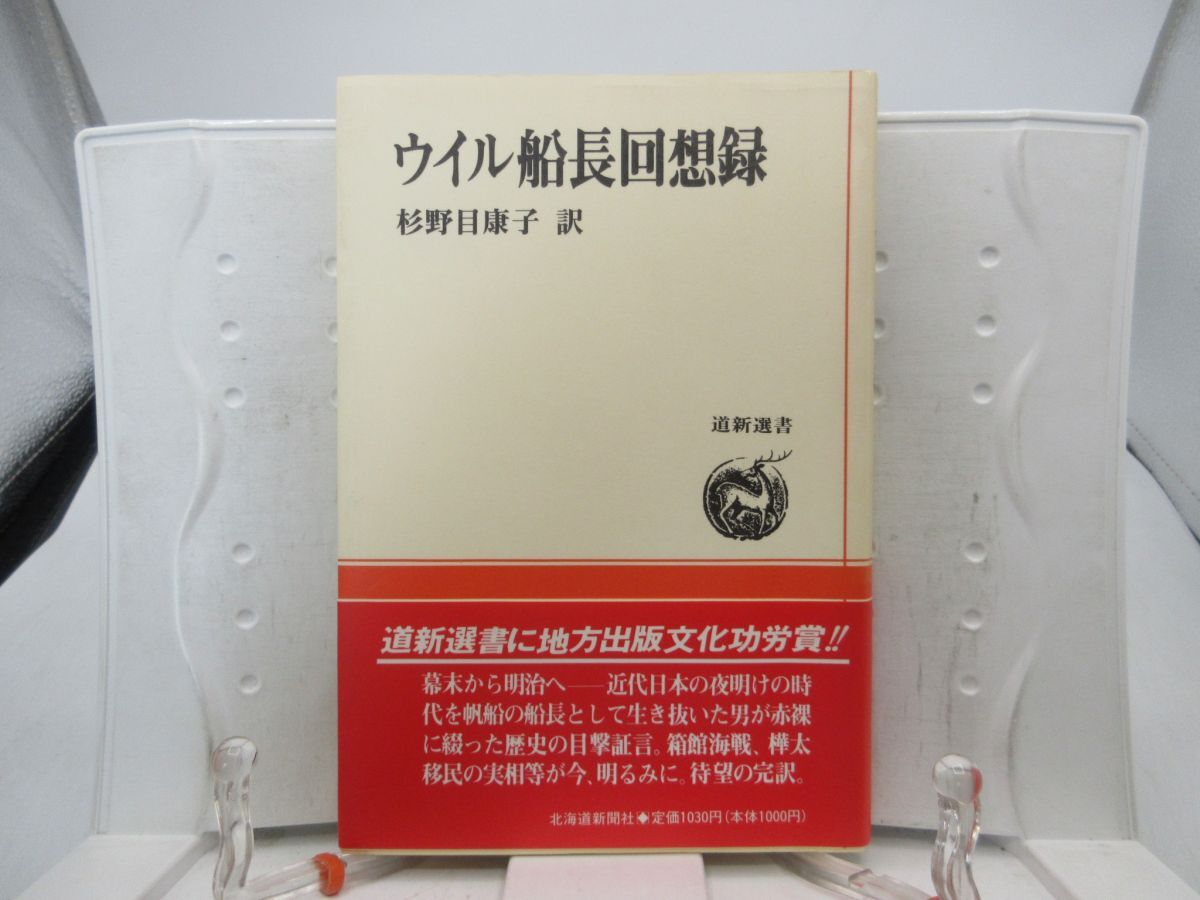 ウイル船長回想録
杉野目康子 訳
道新選書
道新選書に地方出版文化功労賞!!
幕末から明治へ――近代日本の夜明けの時
代を帆船の船長として生き抜いた男が赤裸
に綴った歴史の目撃証言。箱館海戦、樺太
移民の実相等が今、明るみに。待望の完訳。
北海道新聞社◆定価1030円(本体1000円)